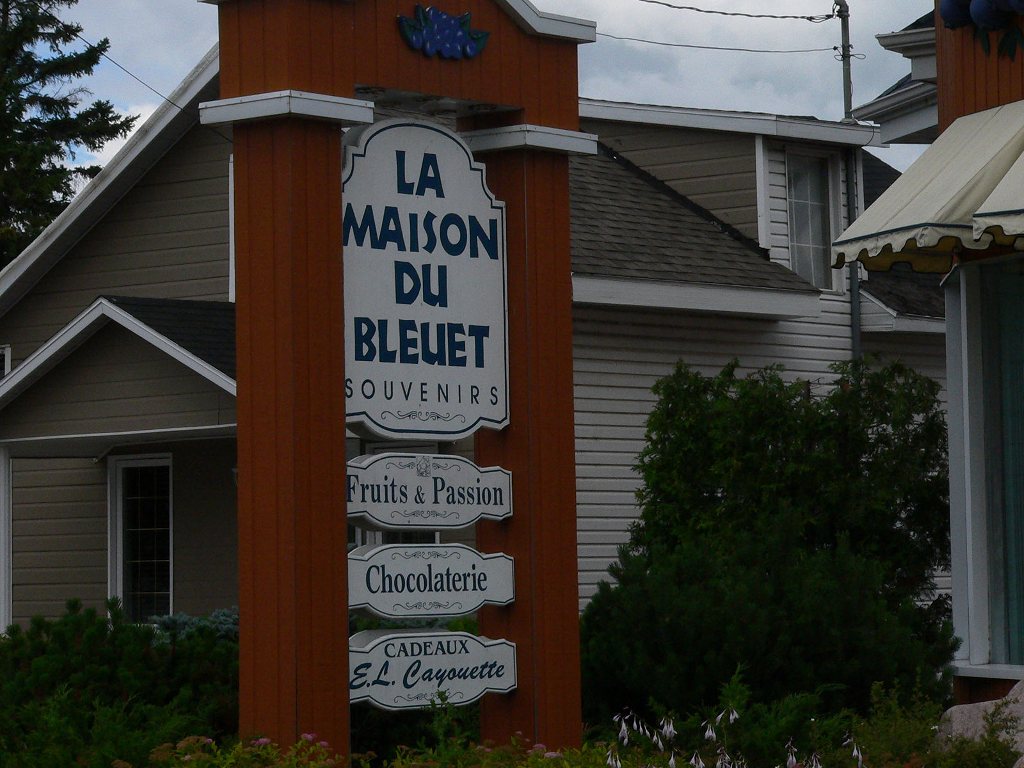 LA
MAISON
DU
BLEUET
SOUVENIRS
Fruits & Passion
Chocolaterie
CADEAUX
E.L. Cayouette